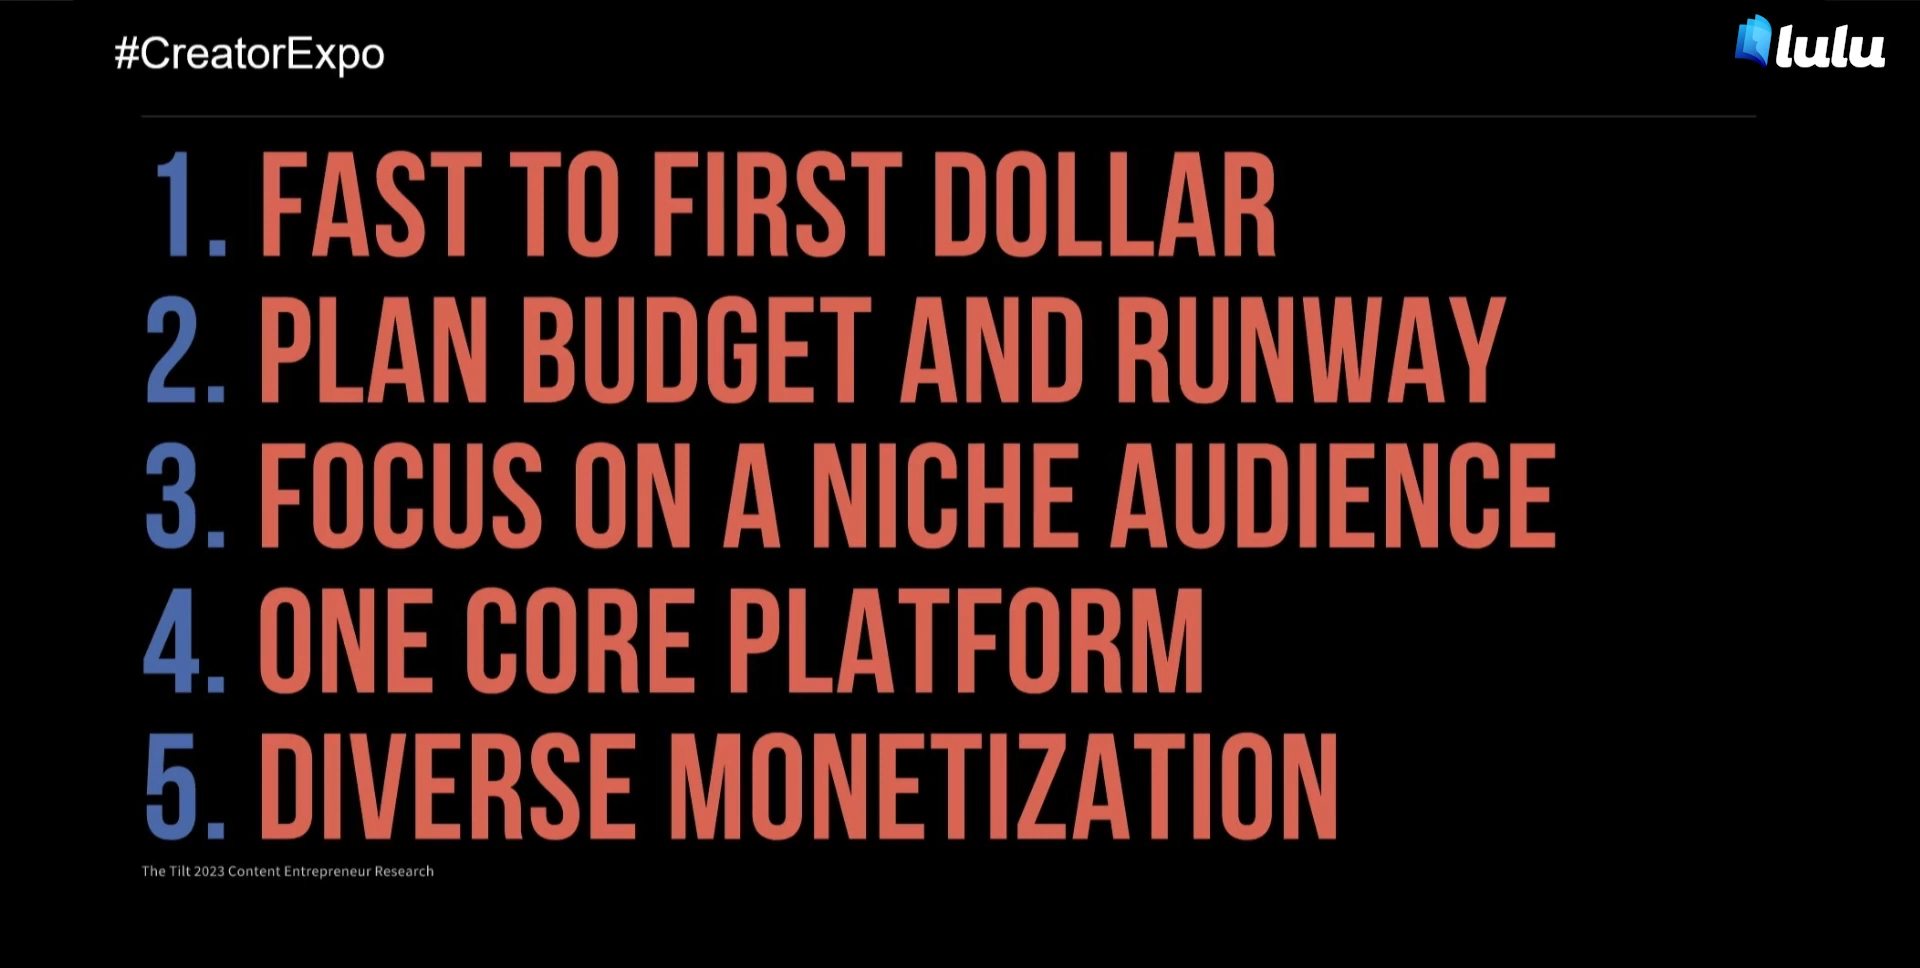 #CreatorExpo
lulu
1. FAST TO FIRST DOLLAR
2. PLAN BUDGET AND RUNWAY
3. FOCUS ON A NICHE AUDIENCE
4. ONE CORE PLATFORM
5. DIVERSE MONETIZATION
The Tilt 2023 Content Entrepreneur Research